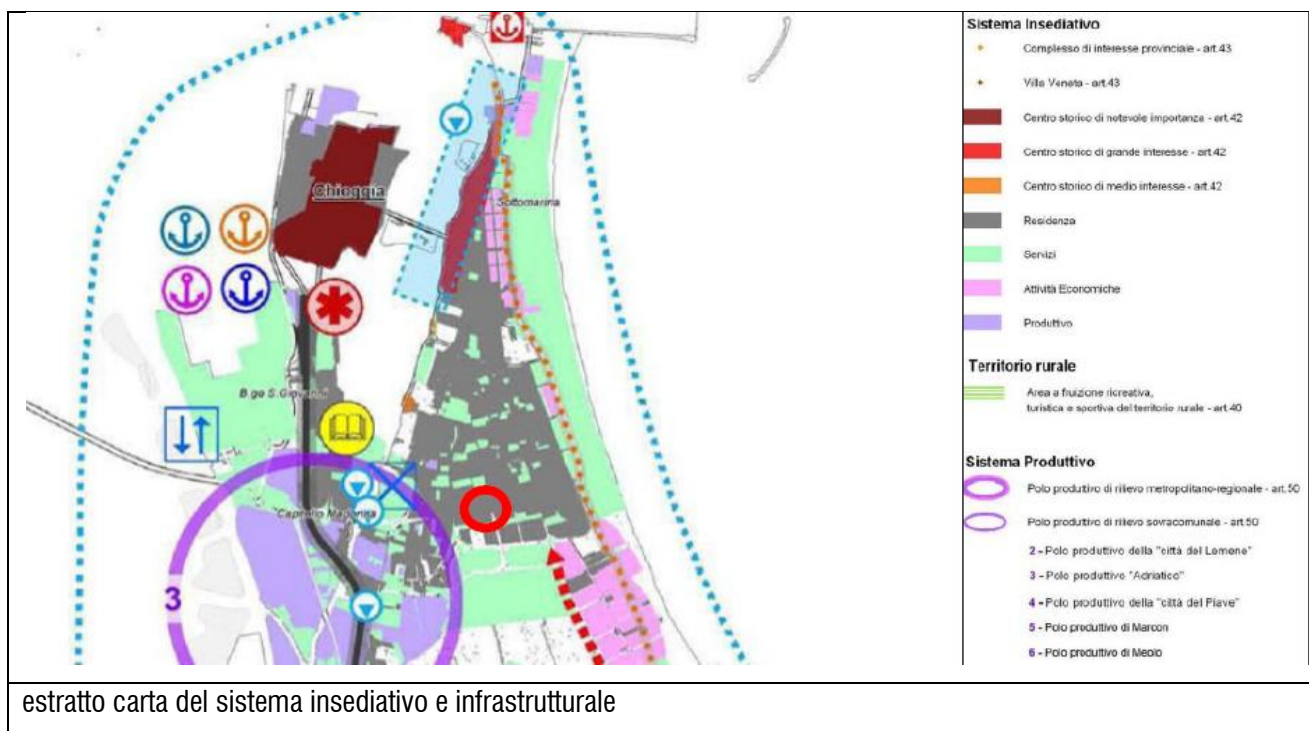 Chioggia
Sottomarina
B.go S.Giovanni
3
Sistema Insediativo
Complesso di interesse provinciale - art.43
Villa Veneta - art.43
Centro storico di notevole importanza - art.42
Centro storico di grande interesse - art.42
Centro storico di medio interesse - art.42
Residenza
Servizi
Attività Economiche
Produttivo
Territorio rurale
Area a fruizione ricreativa,
turistica e sportiva del territorio rurale - art.40
Sistema Produttivo
Polo produttivo di rilievo metropolitano-regionale - art.50
Polo produttivo di rilievo sovracomunale - art.50
2 - Polo produttivo della "città del Lemene"
3 - Polo produttivo "Adriatico"
4 - Polo produttivo della "città del Piave"
5 - Polo produttivo di Marcon
6 - Polo produttivo di Meolo
estratto carta del sistema insediativo e infrastrutturale